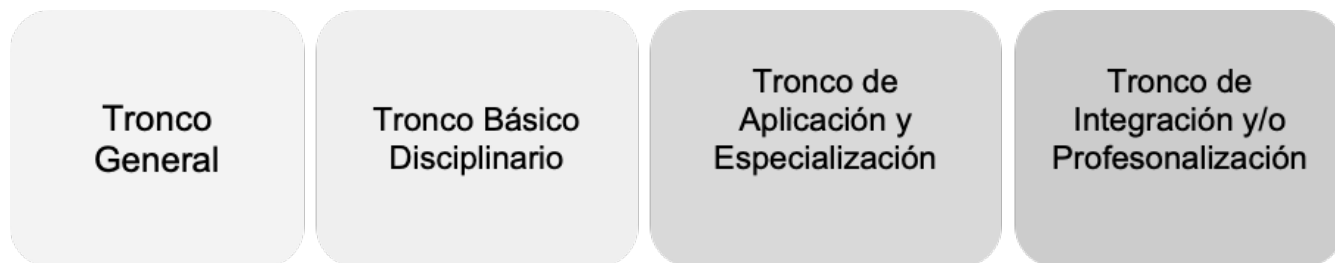 Tronco
General
Tronco Básico
Disciplinario
Tronco de
Aplicación y
Especialización
Tronco de
Integración y/o
Profesonalización